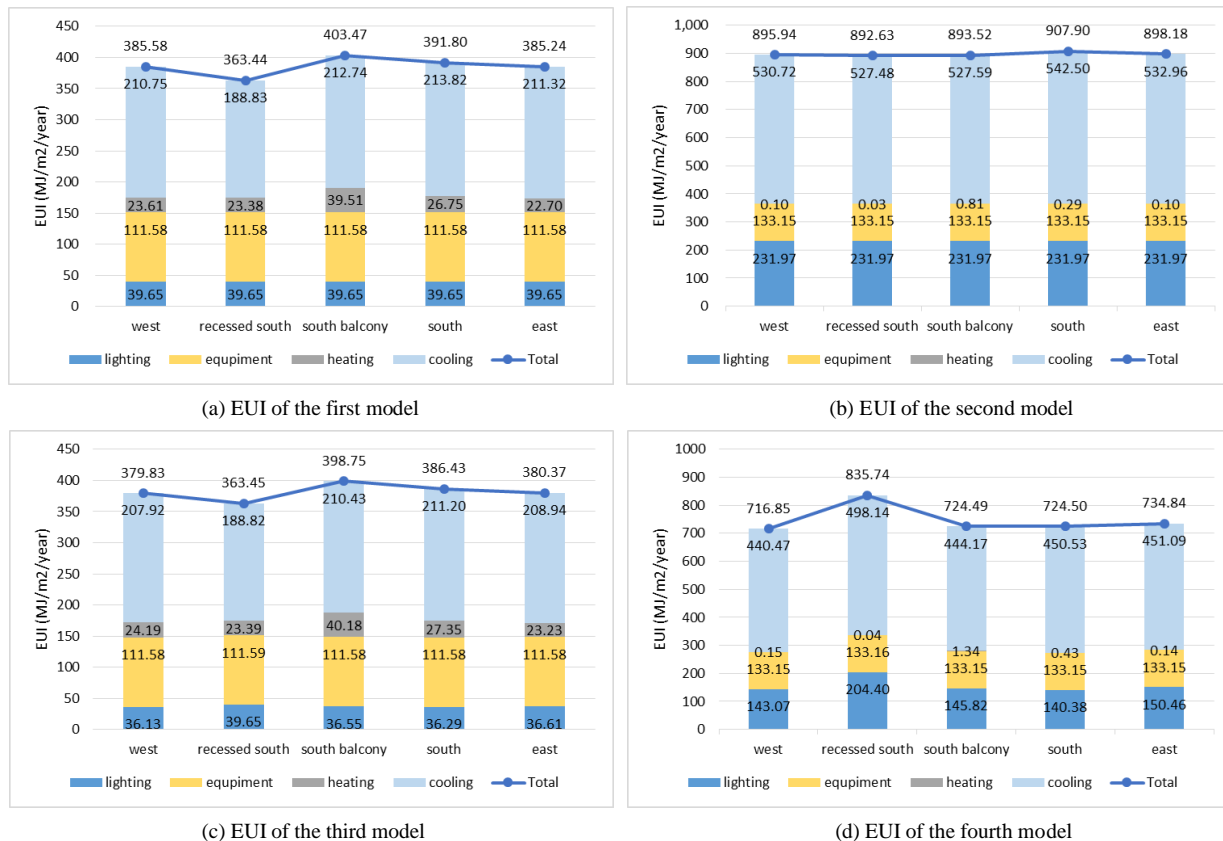 450
400
350
300
250
200
150
100
50
0
EUI (MJ/m2/year)
385.58 363.44 403.47 391.80 385.24
210.75 188.83 212.74 213.82 211.32
23.61 23.38 39.51 26.75 22.70
111.58 111.58 111.58 111.58 111.58
39.65 39.65 39.65 39.65 39.65
west recessed south south balcony south east
lighting equpiment heating cooling Total
(a) EUI of the first model
1,000
900
800
700
600
500
400
300
200
100
0
EUI (MJ/m2/year)
895.94 892.63 893.52 907.90 898.18
530.72 527.48 527.59 542.50 532.96
0.10 0.03 0.81 0.29 0.10
133.15 133.15 133.15 133.15 133.15
231.97 231.97 231.97 231.97 231.97
west recessed south south balcony south east
lighting equpiment heating cooling Total
(b) EUI of the second model
450
400
350
300
250
200
150
100
50
0
EUI (MJ/m2/year)
379.83 363.45 398.75 386.43 380.37
207.92 188.82 210.43 211.20 208.94
24.19 23.39 40.18 27.35 23.23
111.58 111.59 111.58 111.58 111.58
36.13 39.65 36.55 36.29 36.61
west recessed south south balcony south east
lighting equpiment heating cooling Total
(c) EUI of the third model
1000
900
800
700
600
500
400
300
200
100
0
EUI (MJ/m2/year)
716.85 835.74 724.49 724.50 734.84
440.47 498.14 444.17 450.53 451.09
0.15 0.04 1.34 0.43 0.14
133.15 133.16 133.15 133.15 133.15
143.07 204.40 145.82 140.38 150.46
west recessed south south balcony south east
lighting equpiment heating cooling Total
(d) EUI of the fourth model